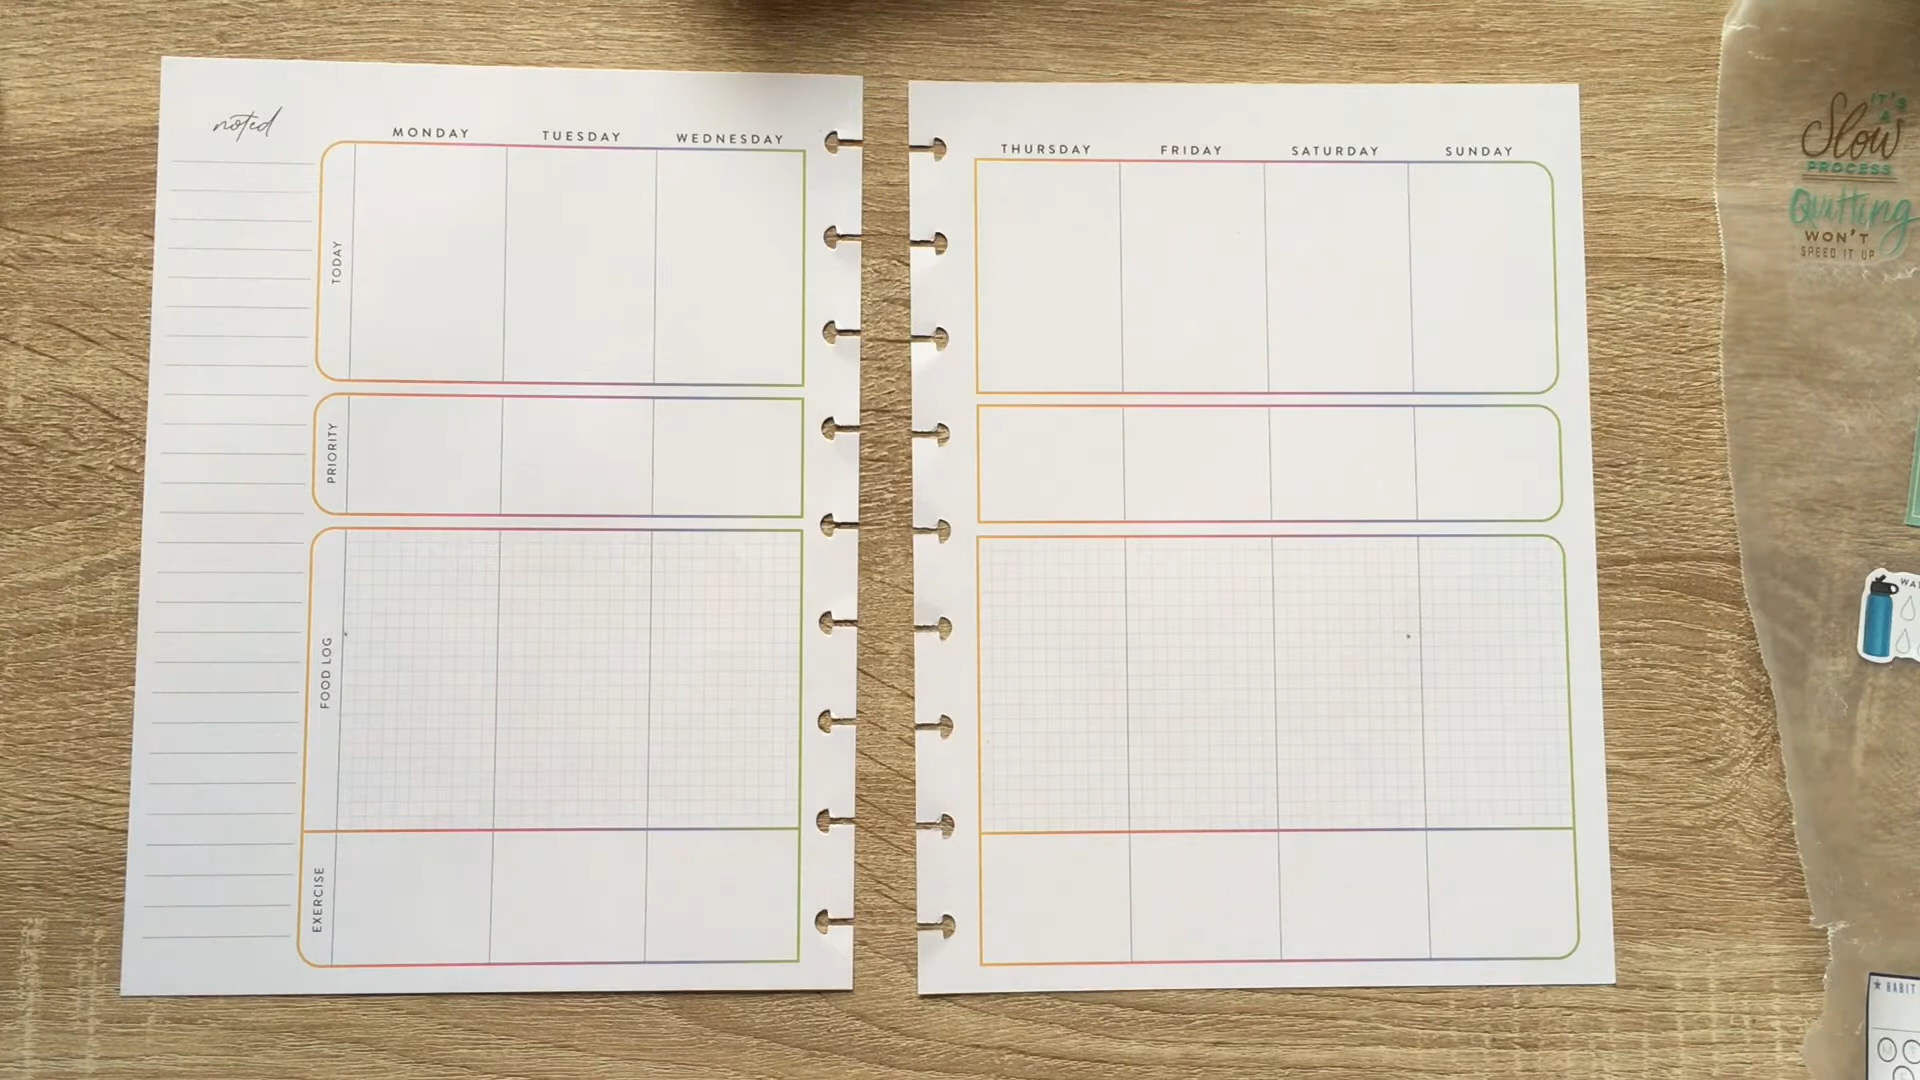 noted
MONDAY TUESDAY WEDNESDAY
TODAY
PRIORITY
FOOD LOG
EXERCISE
THURSDAY FRIDAY SATURDAY SUNDAY
IT'S
A
Slow
PROCESS
Quitting
WON'T
SPEED IT UP
HABIT